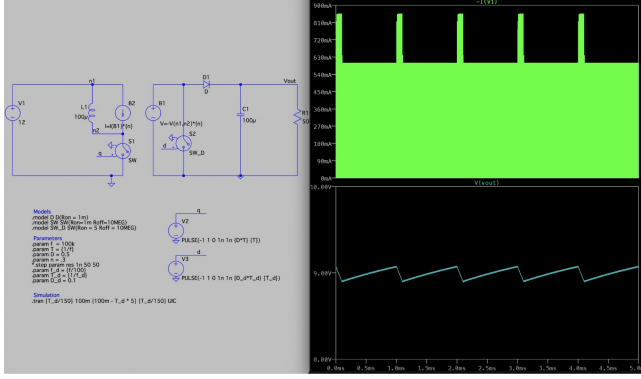 -I(V1)
900mA
810mA
720mA
630mA
540mA
450mA
360mA
270mA
180mA
90mA
0mA
V(vout)
10.00V
9.00V
8.00V
0.0ms 0.5ms 1.0ms 1.5ms 2.0ms 2.5ms 3.0ms 3.5ms 4.0ms 4.5ms 5.0ms
n1
D1
D
Vout
V1
12
L1
100µ
n2
B2
I=I(B1)*{n}
B1
V=-V(n1,n2)*{n}
C1
100µ
R1
50
S1
SW
q
S2
SW_D
d
Models
.model D D(Ron = 1m)
.model SW SW(Ron=1m Roff=10MEG)
.model SW_D SW(Ron = 5 Roff = 10MEG)
Parameters
.param f = 100k
.param T = {1/f}
.param D = 0.5
.param n = .3
*.step param res 1n 50 50
.param f_d = {f/100}
.param T_d = {1/f_d}
.param D_d = 0.1
Simulation
.tran {T_d/150} 100m {100m - T_d * 5} {T_d/150} UIC
q
V2
PULSE(-1 1 0 1n 1n {D*T} {T})
d
V3
PULSE(-1 1 0 1n 1n {D_d*T_d} {T_d})